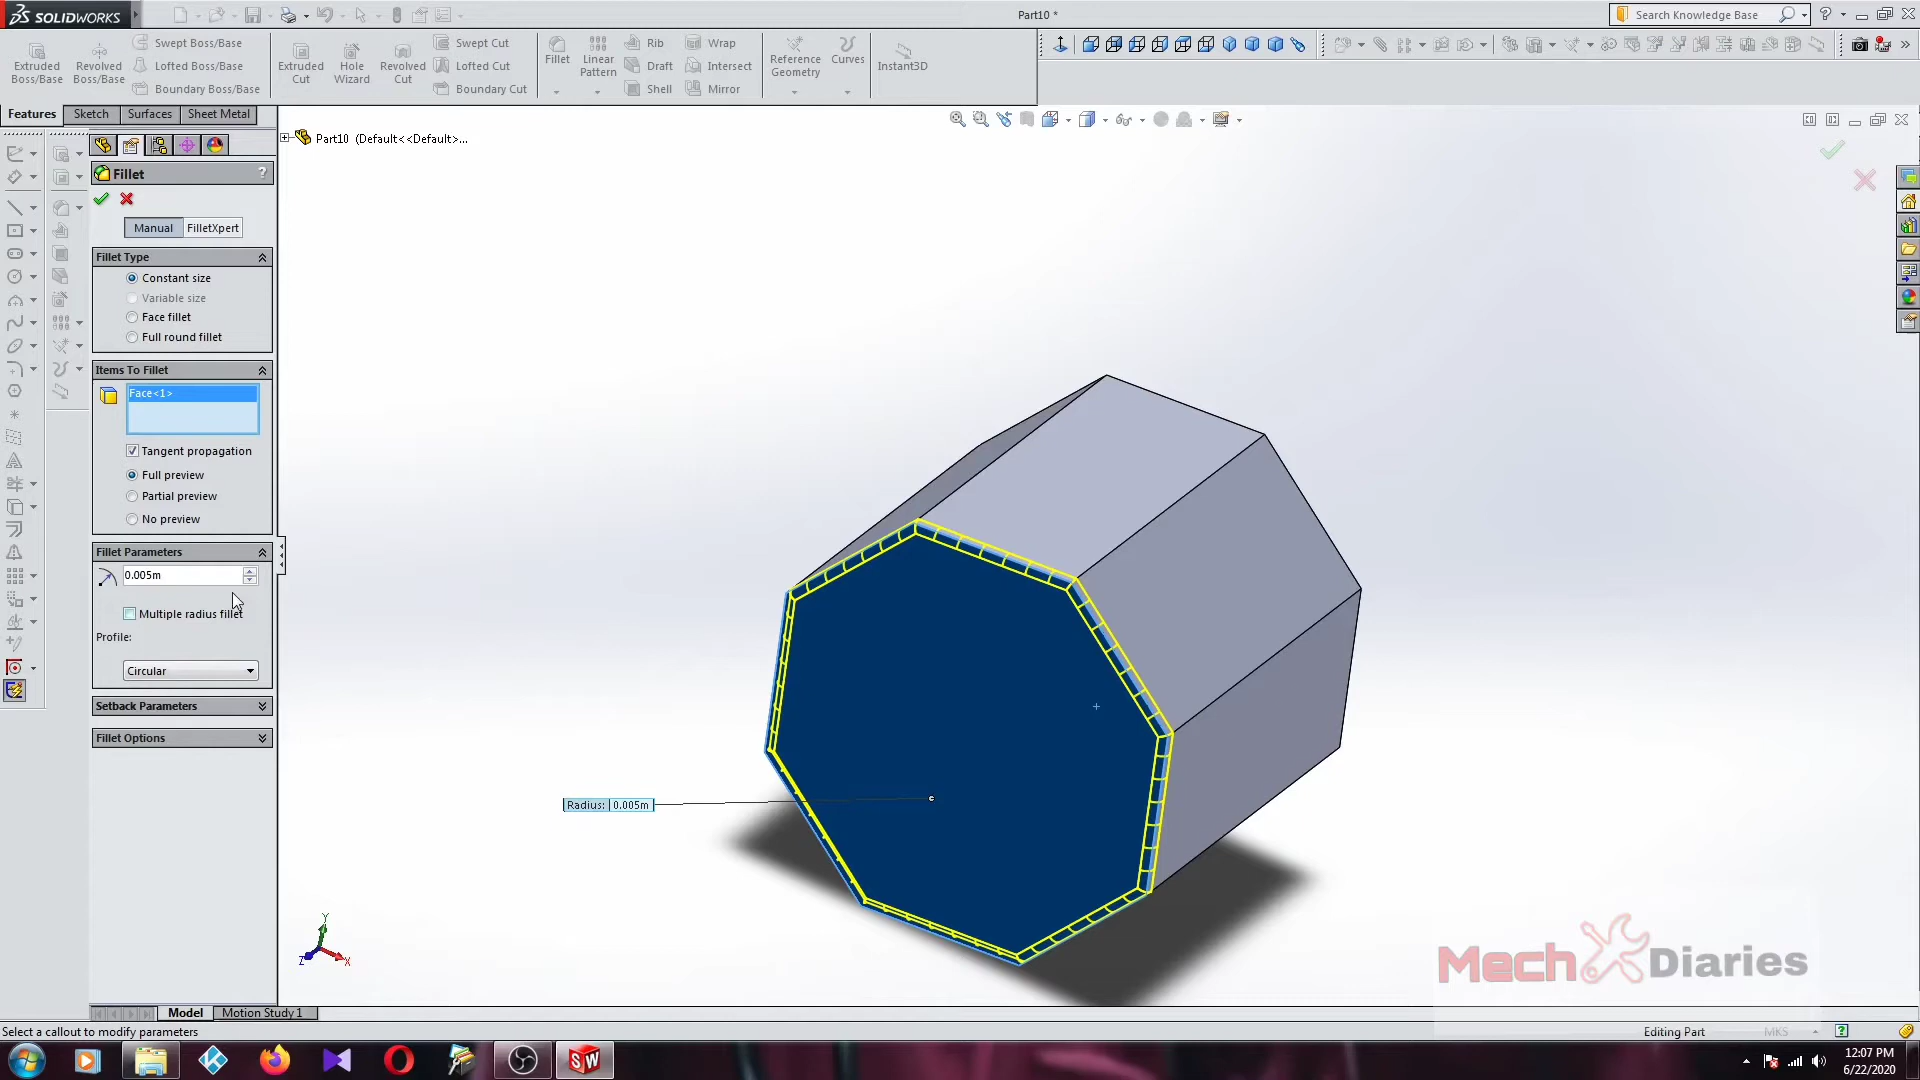 SOLIDWORKS
Part10 *
Search Knowledge Base
Extruded Boss/Base
Revolved Boss/Base
Swept Boss/Base
Lofted Boss/Base
Boundary Boss/Base
Extruded Cut
Hole Wizard
Revolved Cut
Swept Cut
Lofted Cut
Boundary Cut
Fillet
Linear Pattern
Rib
Draft
Shell
Wrap
Intersect
Mirror
Reference Geometry
Curves
Instant3D
Features
Sketch
Surfaces
Sheet Metal
Part10 (Default<<Default>...
Fillet
?
Manual
FilletXpert
Fillet Type
Constant size
Variable size
Face fillet
Full round fillet
Items To Fillet
Face<1>
Tangent propagation
Full preview
Partial preview
No preview
Fillet Parameters
0.005m
Multiple radius fillet
Profile:
Circular
Setback Parameters
Fillet Options
Radius: 0.005m
Y
Z
X
Mech Diaries
Model
Motion Study 1
Select a callout to modify parameters
Editing Part
MKS
SW
12:07 PM
6/22/2020